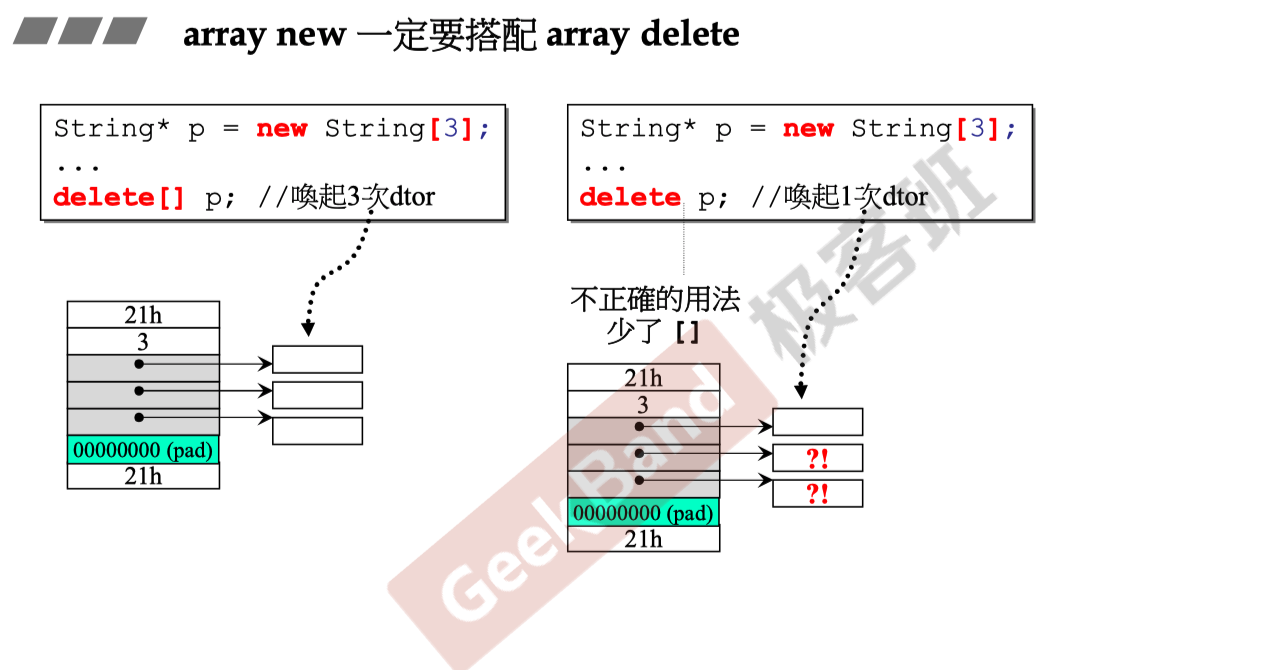 array new 一定要搭配 array delete
String* p = new String[3];
...
delete[] p; //喚起3次dtor
21h
3
00000000 (pad)
21h
String* p = new String[3];
...
delete p; //喚起1次dtor
不正確的用法
少了 []
21h
3
?!
?!
00000000 (pad)
21h
GeekBand 极客班